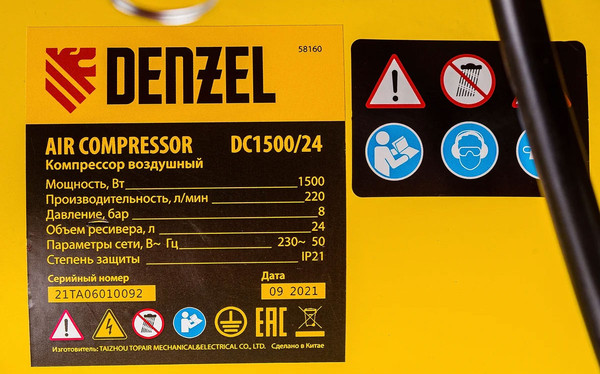 58160
DENZEL
AIR COMPRESSOR DC1500/24
Компрессор воздушный
Мощность, Вт 1500
Производительность, л/мин 220
Давление, бар 8
Объем ресивера, л 24
Параметры сети, В~ Гц 230~ 50
Степень защиты IP21
Серийный номер Дата
21TA06010092 09 2021
EAC
Изготовитель: TAIZHOU TOPAIR MECHANICAL&ELECTRICAL CO., LTD. Сделано в Китае